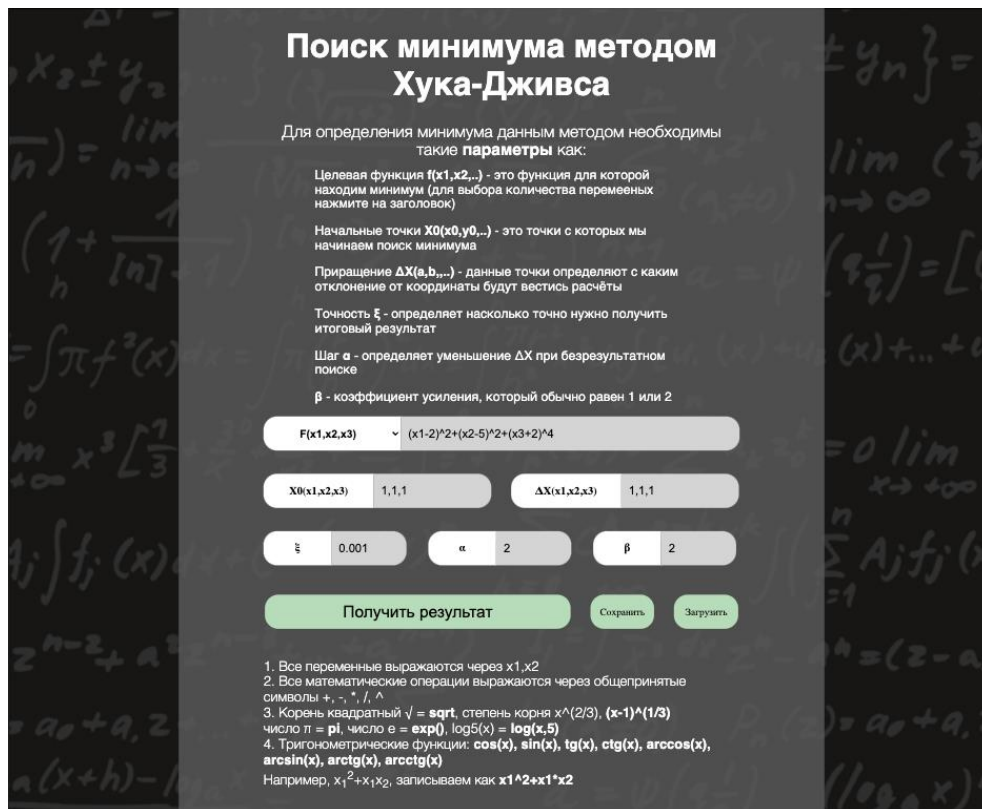 Поиск минимума методом
Хука-Дживса
Для определения минимума данным методом необходимы
такие параметры как:
Целевая функция f(x1,x2,..) - это функция для которой
находим минимум (для выбора количества перемееных
нажмите на заголовок)
Начальные точки X0(x0,y0,..) - это точки с которых мы
начинаем поиск минимума
Приращение ΔX(a,b,,..) - данные точки определяют с каким
отклонение от координаты будут вестись расчёты
Точность ξ - определяет насколько точно нужно получить
итоговый результат
Шаг α - определяет уменьшение ΔX при безрезультатном
поиске
β - коэффициент усиления, который обычно равен 1 или 2
F(x1,x2,x3) (x1-2)^2+(x2-5)^2+(x3+2)^4
X0(x1,x2,x3) 1,1,1 ΔX(x1,x2,x3) 1,1,1
ξ 0.001 α 2 β 2
Получить результат Сохранить Загрузить
1. Все переменные выражаются через x1,x2
2. Все математические операции выражаются через общепринятые
символы +, -, *, /, ^
3. Корень квадратный √ = sqrt, степень корня x^(2/3), (x-1)^(1/3)
число π = pi, число e = exp(), log5(x) = log(x,5)
4. Тригонометрические функции: cos(x), sin(x), tg(x), ctg(x), arccos(x),
arcsin(x), arctg(x), arcctg(x)
Например, x₁²+x₁x₂, записываем как x1^2+x1*x2